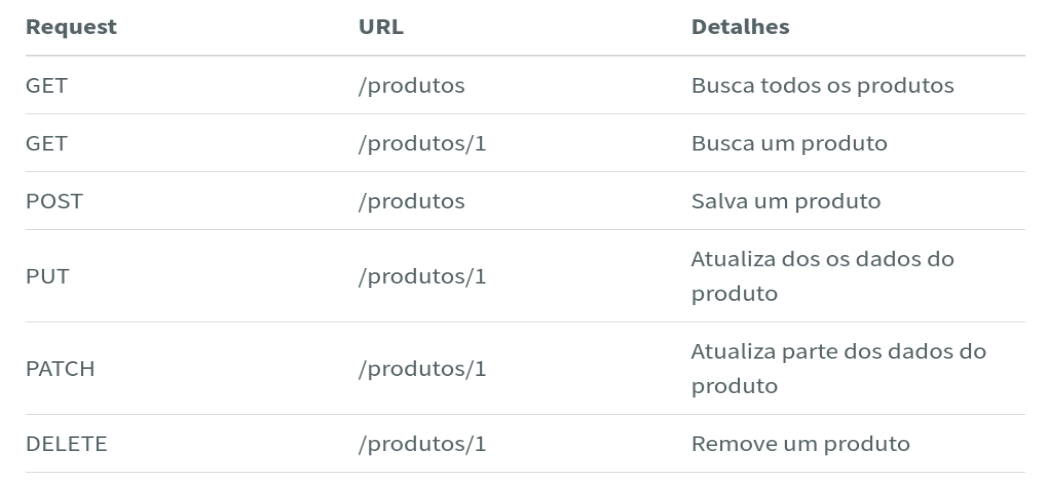 Request URL Detalhes
GET /produtos Busca todos os produtos
GET /produtos/1 Busca um produto
POST /produtos Salva um produto
PUT /produtos/1 Atualiza dos os dados do
produto
PATCH /produtos/1 Atualiza parte dos dados do
produto
DELETE /produtos/1 Remove um produto